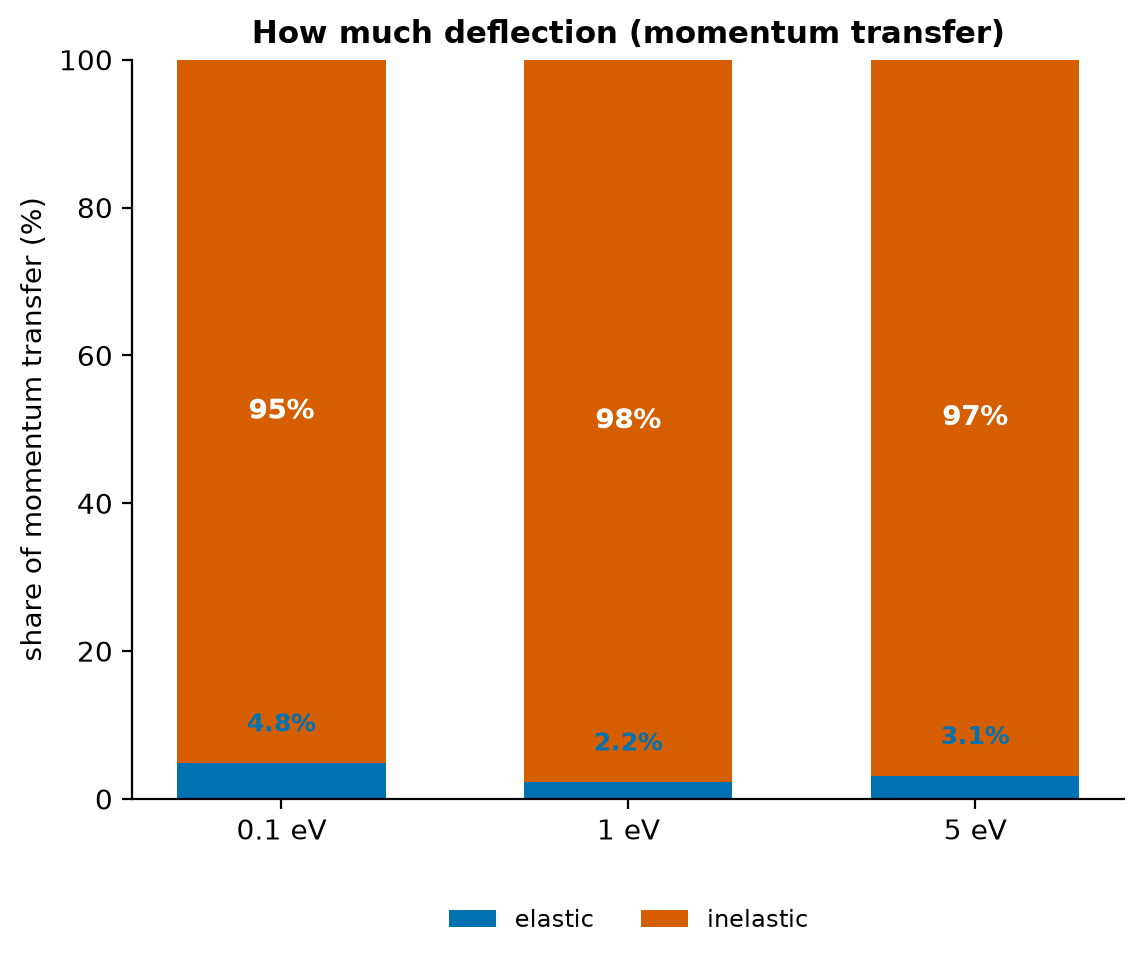 How much deflection (momentum transfer)
share of momentum transfer (%)
100
80
60
40
20
0
95%
98%
97%
4.8%
2.2%
3.1%
0.1 eV
1 eV
5 eV
elastic
inelastic